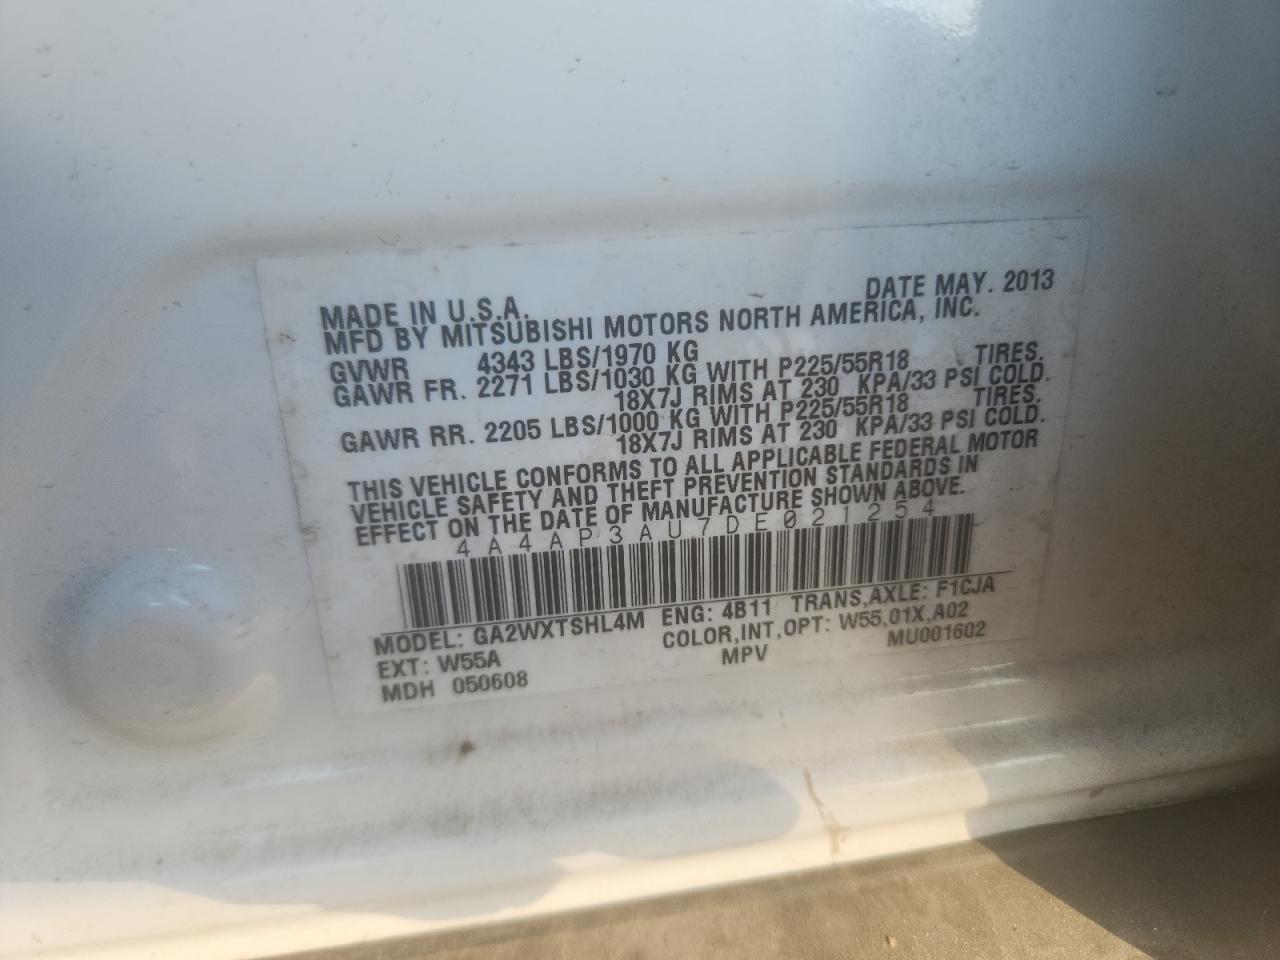 DATE MAY. 2013
MADE IN U.S.A.
MFD BY MITSUBISHI MOTORS NORTH AMERICA, INC.
GVWR 4343 LBS/1970 KG
GAWR FR. 2271 LBS/1030 KG WITH P225/55R18 TIRES.
18X7J RIMS AT 230 KPA/33 PSI COLD.
GAWR RR. 2205 LBS/1000 KG WITH P225/55R18 TIRES.
18X7J RIMS AT 230 KPA/33 PSI COLD.
THIS VEHICLE CONFORMS TO ALL APPLICABLE FEDERAL MOTOR
VEHICLE SAFETY AND THEFT PREVENTION STANDARDS IN
EFFECT ON THE DATE OF MANUFACTURE SHOWN ABOVE.
4A4AP3AU7DE021254
MODEL: GA2WXTSHL4M ENG: 4B11 TRANS,AXLE: F1CJA
EXT: W55A COLOR,INT,OPT: W55,01X,A02
MDH 050608 MPV MU001602